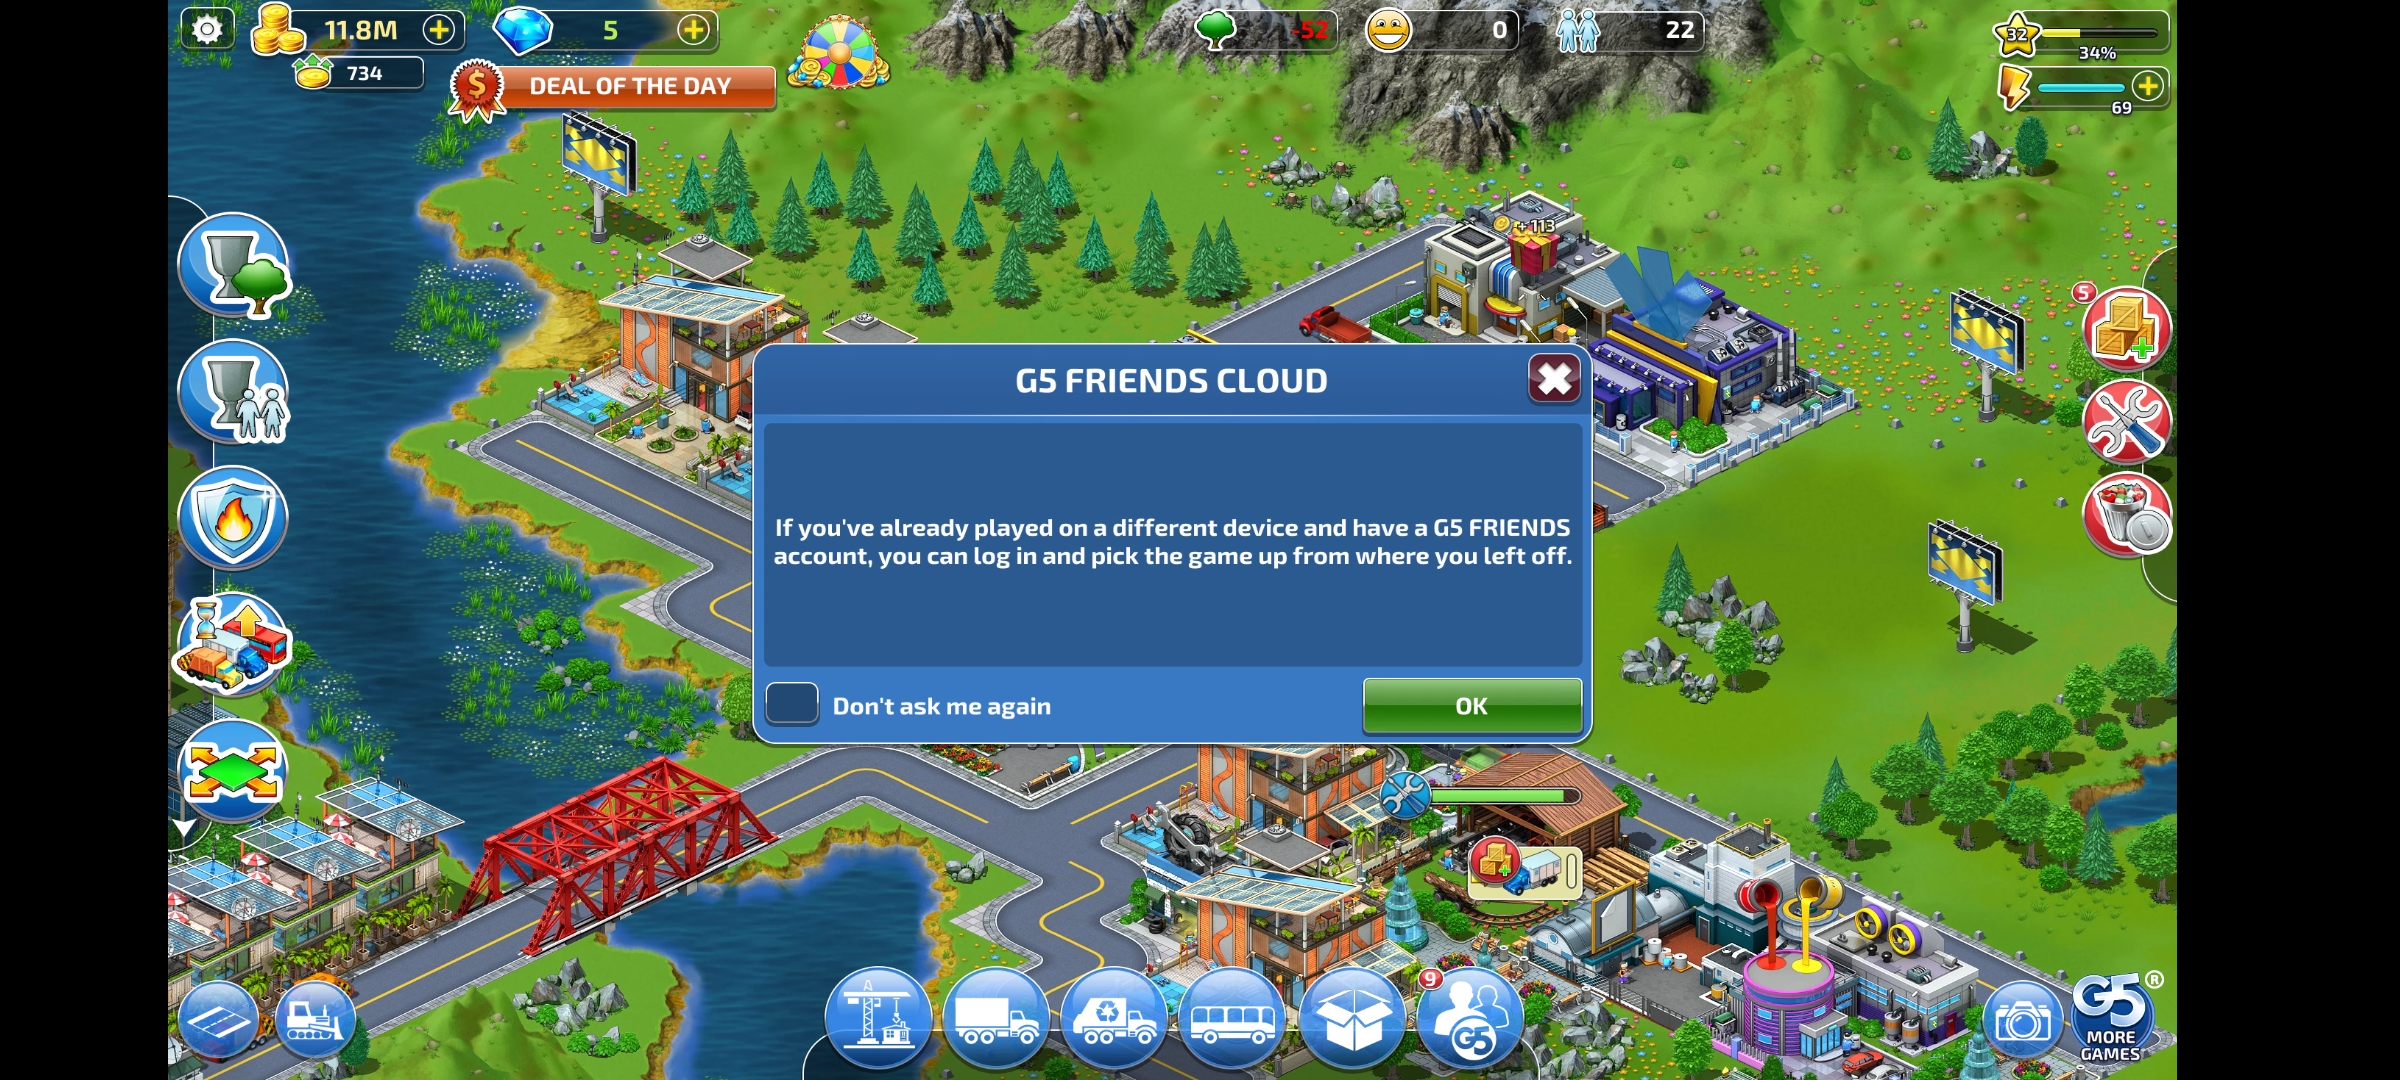 11.8M
5
-52
0
22
32
34%
734
DEAL OF THE DAY
69
+113
5
G5 FRIENDS CLOUD
If you've already played on a different device and have a G5 FRIENDS
account, you can log in and pick the game up from where you left off.
Don't ask me again
OK
0
9
G5
G5®
MORE
GAMES